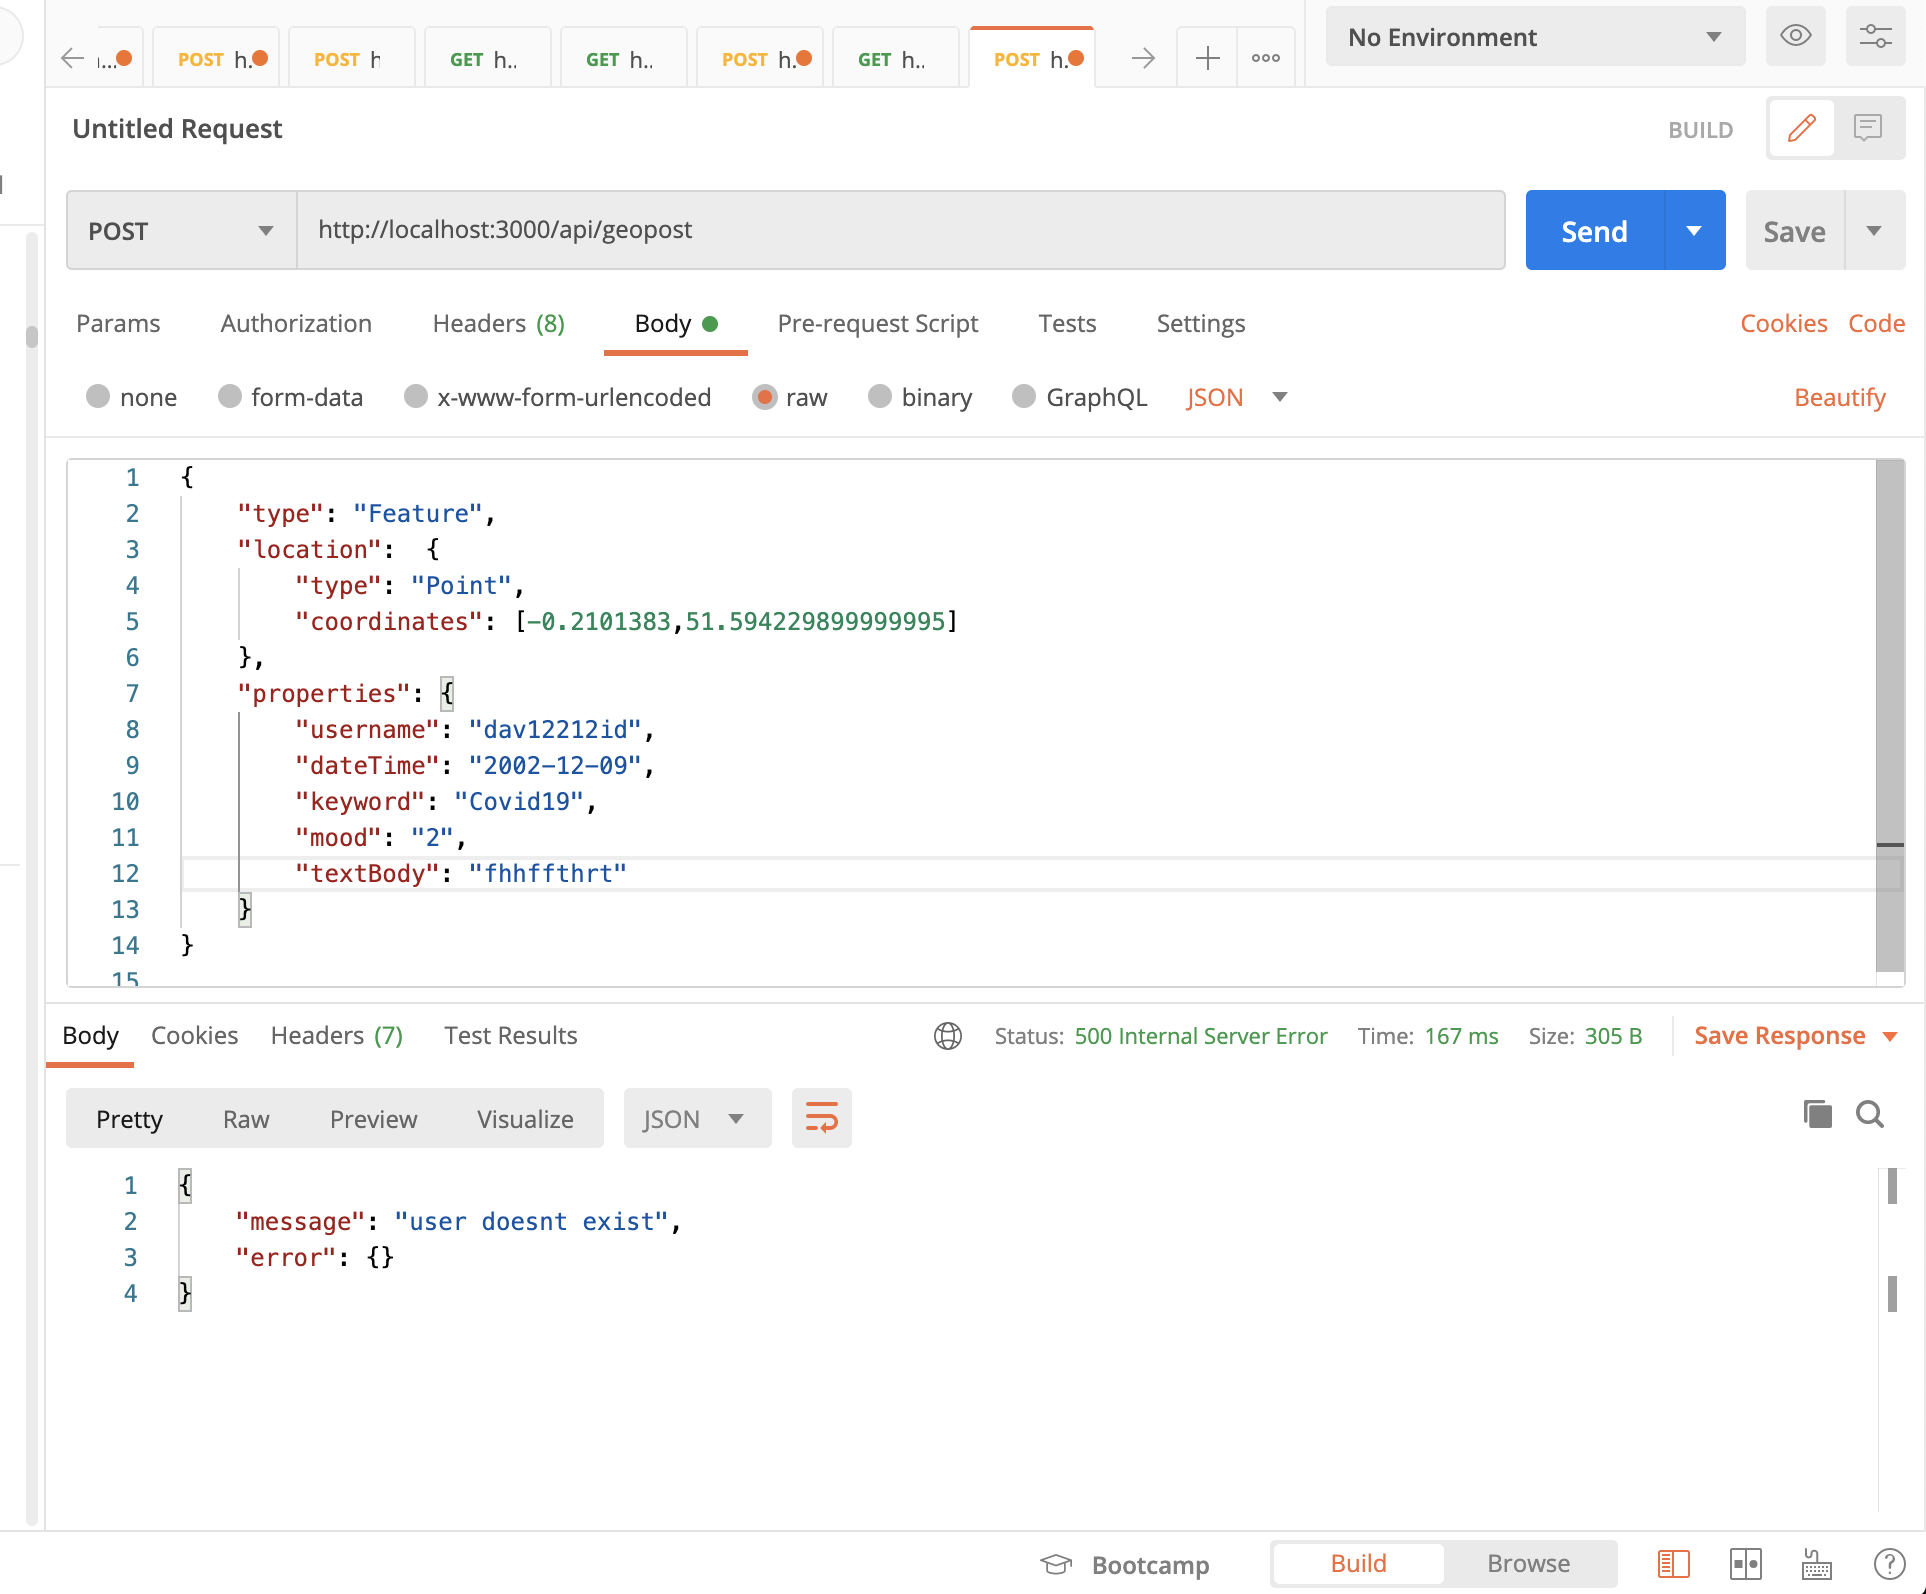 ... POST h. POST h GET h.. GET h.. POST h. GET h.. POST h. ooo No Environment
Untitled Request BUILD
POST http://localhost:3000/api/geopost Send Save
Params Authorization Headers (8) Body Pre-request Script Tests Settings Cookies Code
none form-data x-www-form-urlencoded raw binary GraphQL JSON Beautify
1 {
2 "type": "Feature",
3 "location":  {
4 "type": "Point",
5 "coordinates": [-0.2101383,51.594229899999995]
6 },
7 "properties": {
8 "username": "dav12212id",
9 "dateTime": "2002-12-09",
10 "keyword": "Covid19",
11 "mood": "2",
12 "textBody": "fhhffthrt"
13 }
14 }
15
Body Cookies Headers (7) Test Results Status: 500 Internal Server Error Time: 167 ms Size: 305 B Save Response
Pretty Raw Preview Visualize JSON
1 {
2 "message": "user doesnt exist",
3 "error": {}
4 }
Bootcamp Build Browse ?